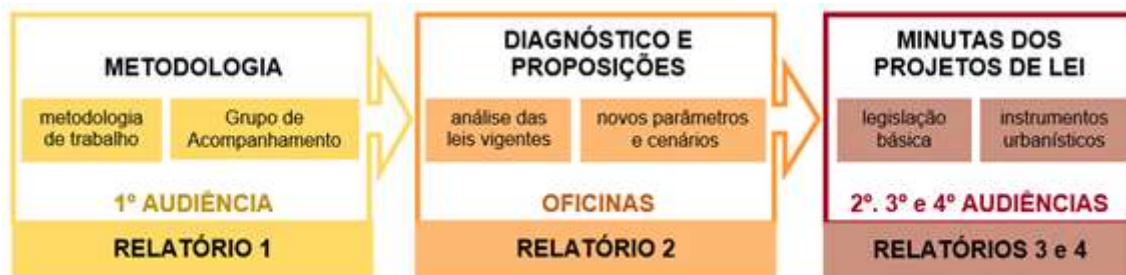 METODOLOGIA
metodologia
de trabalho
Grupo de
Acompanhamento
1º AUDIÊNCIA
RELATÓRIO 1
DIAGNÓSTICO E
PROPOSIÇÕES
análise das
leis vigentes
novos parâmetros
e cenários
OFICINAS
RELATÓRIO 2
MINUTAS DOS
PROJETOS DE LEI
legislação
básica
instrumentos
urbanísticos
2º. 3º e 4º AUDIÊNCIAS
RELATÓRIOS 3 e 4